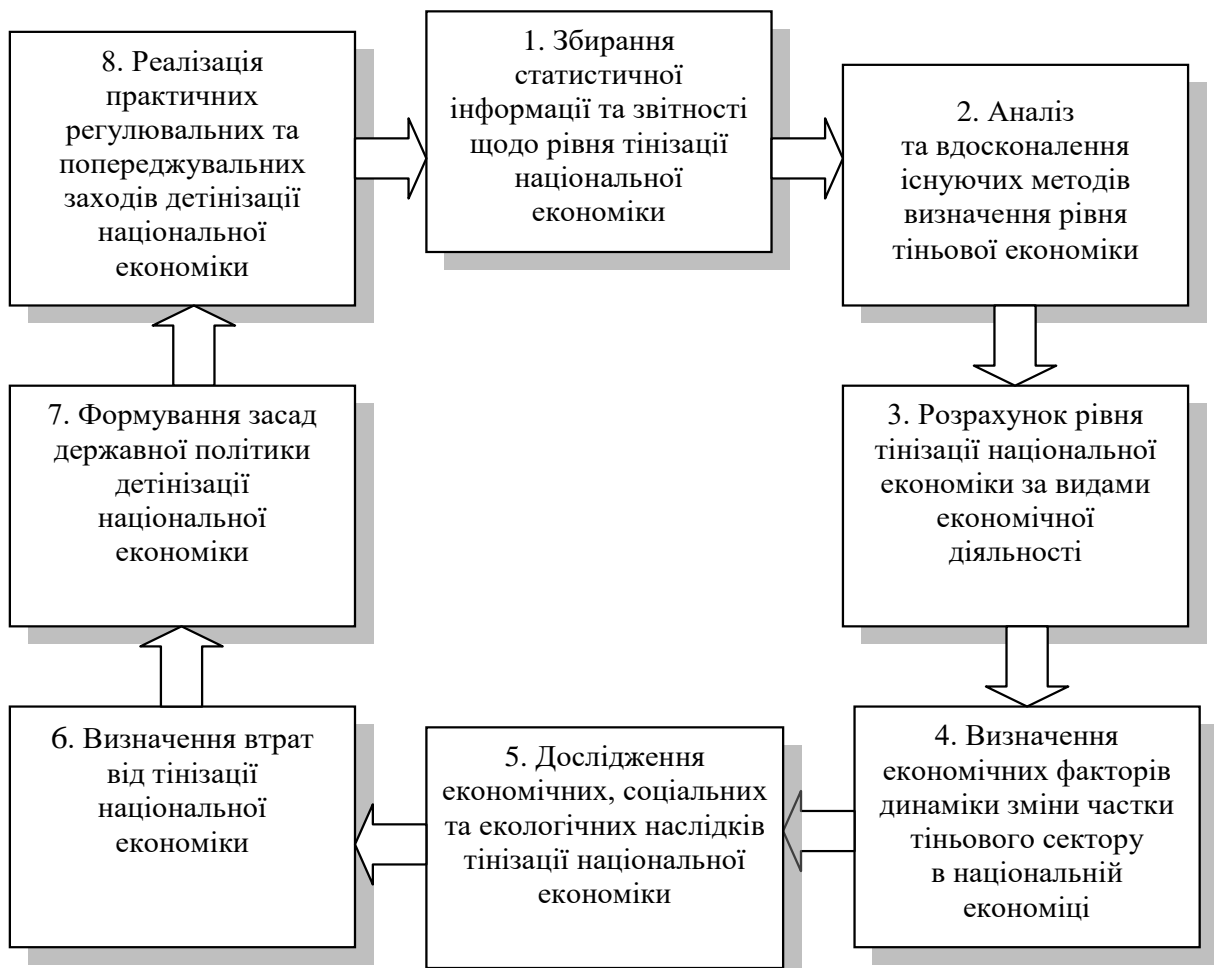 1. Збирання
статистичної
інформації та звітності
щодо рівня тінізації
національної
економіки
2. Аналіз
та вдосконалення
існуючих методів
визначення рівня
тіньової економіки
3. Розрахунок рівня
тінізації національної
економіки за видами
економічної
діяльності
4. Визначення
економічних факторів
динаміки зміни частки
тіньового сектору
в національній
економіці
5. Дослідження
економічних, соціальних
та екологічних наслідків
тінізації національної
економіки
6. Визначення втрат
від тінізації
національної
економіки
7. Формування засад
державної політики
детінізації
національної
економіки
8. Реалізація
практичних
регулювальних та
попереджувальних
заходів детінізації
національної
економіки